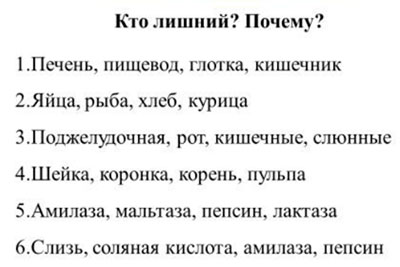 Кто лишний? Почему?
1.Печень, пищевод, глотка, кишечник
2.Яйца, рыба, хлеб, курица
3.Поджелудочная, рот, кишечные, слюнные
4.Шейка, коронка, корень, пульпа
5.Амилаза, мальтаза, пепсин, лактаза
6.Слизь, соляная кислота, амилаза, пепсин